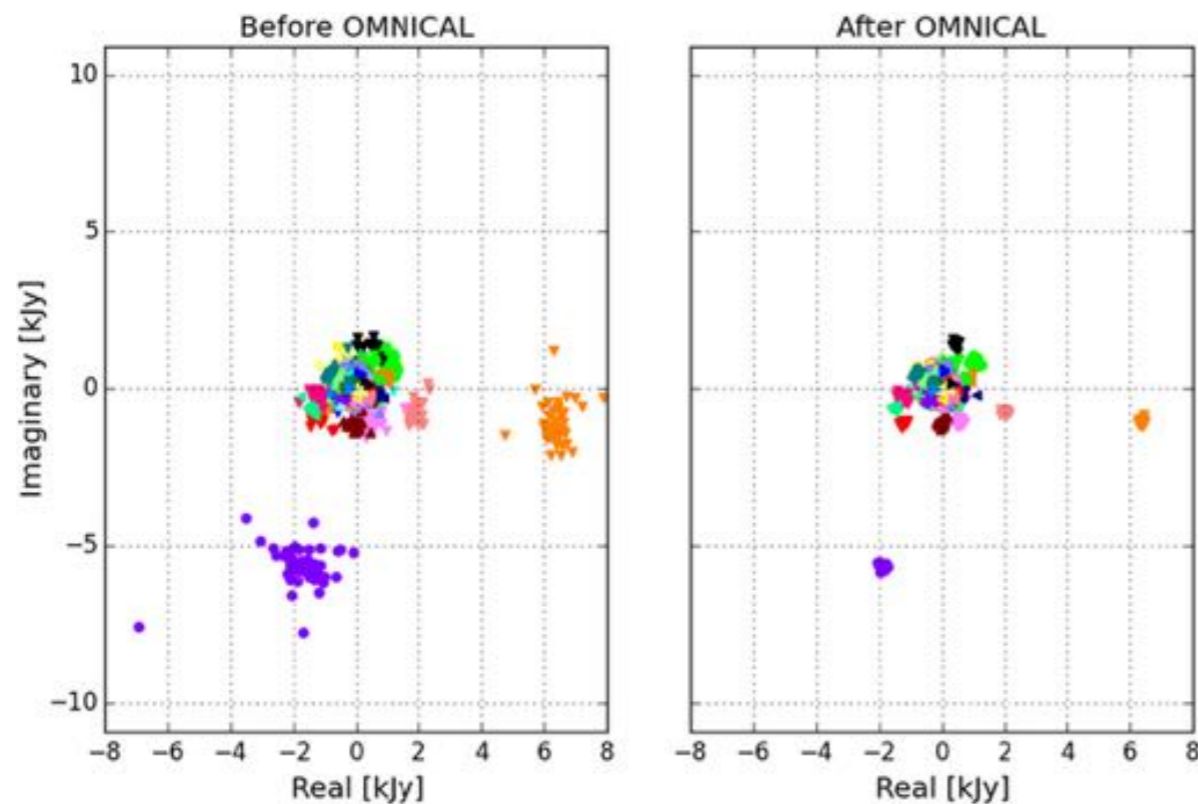 Before OMNICAL
After OMNICAL
10
5
0
−5
−10
Imaginary [kJy]
−8 −6 −4 −2 0 2 4 6 8
−8 −6 −4 −2 0 2 4 6 8
Real [kJy]
Real [kJy]